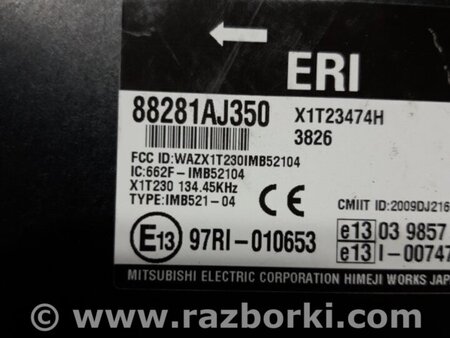 ERI
88281AJ350 X1T23474H
3826
FCC ID:WAZX1T230IMB52104
IC:662F-IMB52104
X1T230 134.45KHz
TYPE:IMB521-04 CE CMIIT ID:2009DJ216
E13 97RI-010653 e13 03 9857
e13 I-00747
MITSUBISHI ELECTRIC CORPORATION HIMEJI WORKS JAP
© www.razborki.com